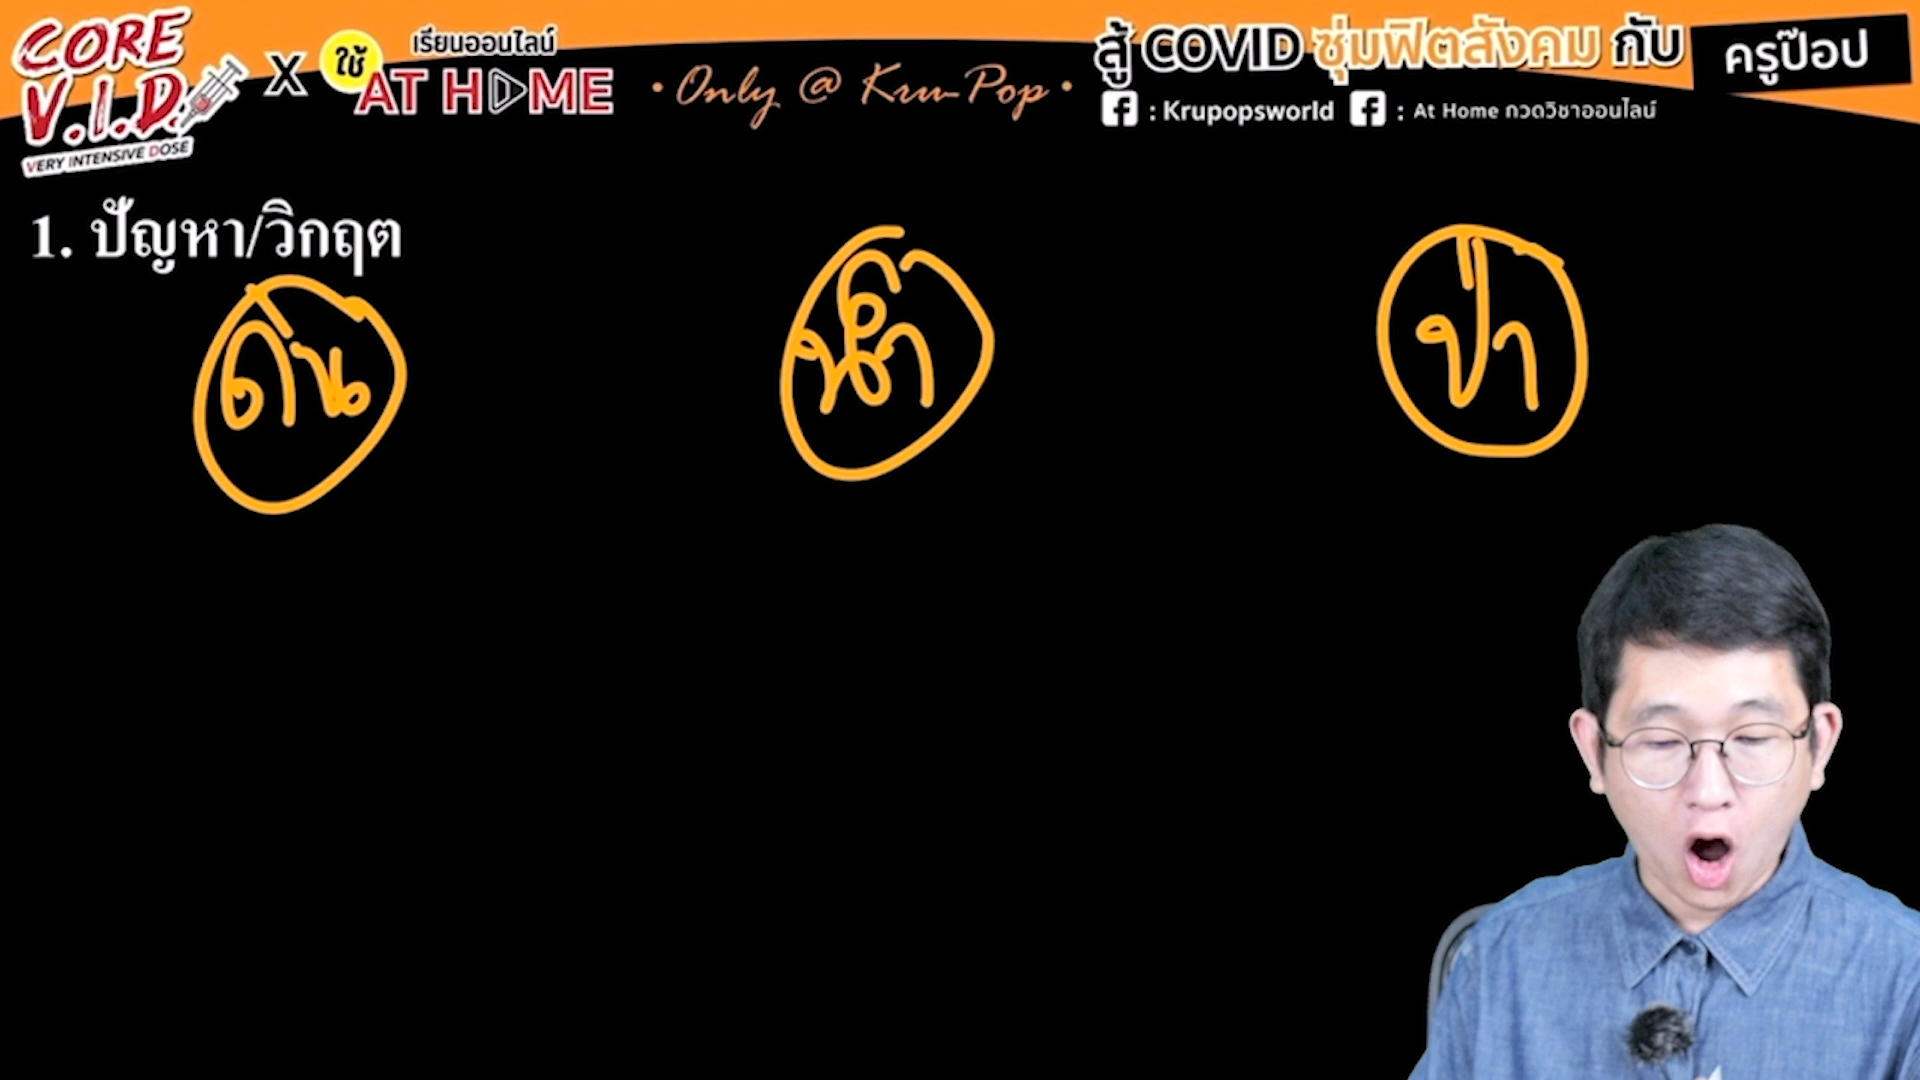 CORE
V.I.D.
VERY INTENSIVE DOSE
X
ใช้
เรียนออนไลน์
AT HOME
• Only @ Kru-Pop •
สู้ COVID ซุ่มฟิตสังคม กับ ครูป๊อป
: Krupopsworld : At Home กวดวิชาออนไลน์
1. ปัญหา/วิกฤต
ดิน น้ำ ป่า